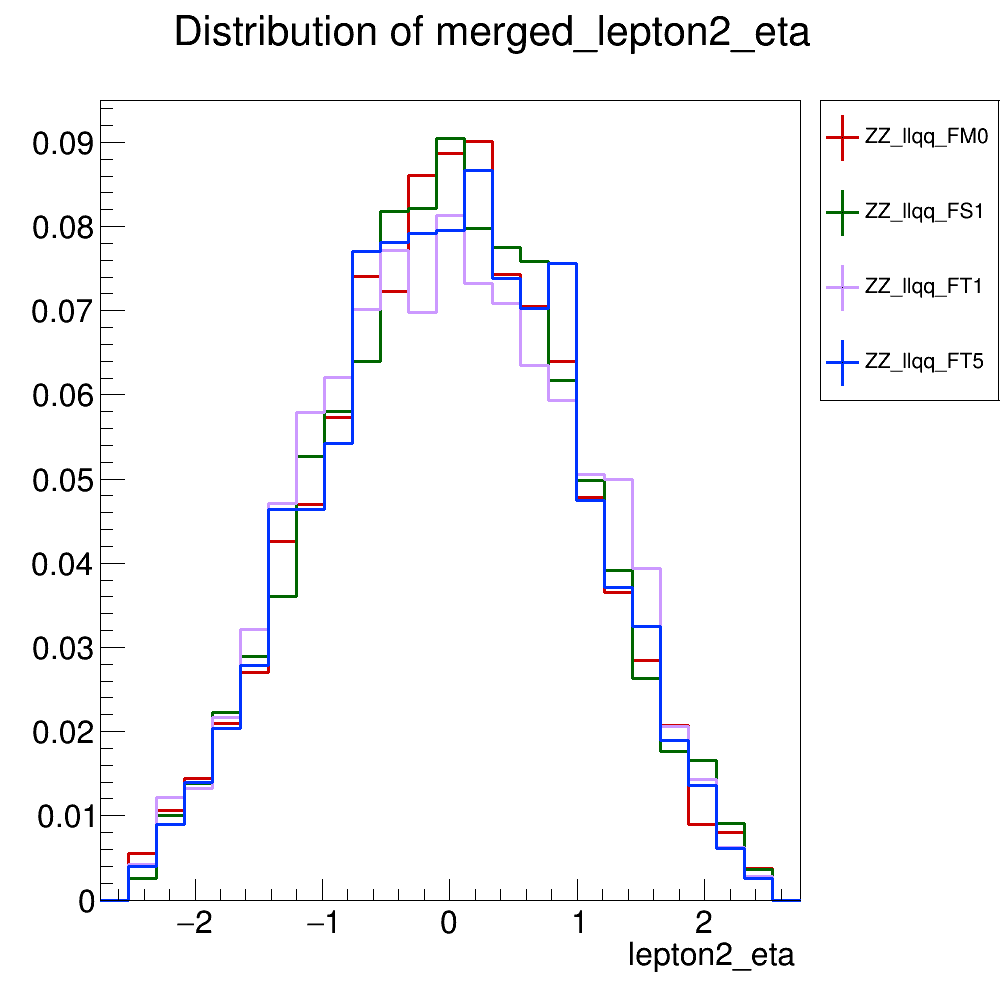 Distribution of merged_lepton2_eta
0.09
0.08
0.07
0.06
0.05
0.04
0.03
0.02
0.01
0
−2 −1 0 1 2
lepton2_eta
ZZ_llqq_FM0
ZZ_llqq_FS1
ZZ_llqq_FT1
ZZ_llqq_FT5